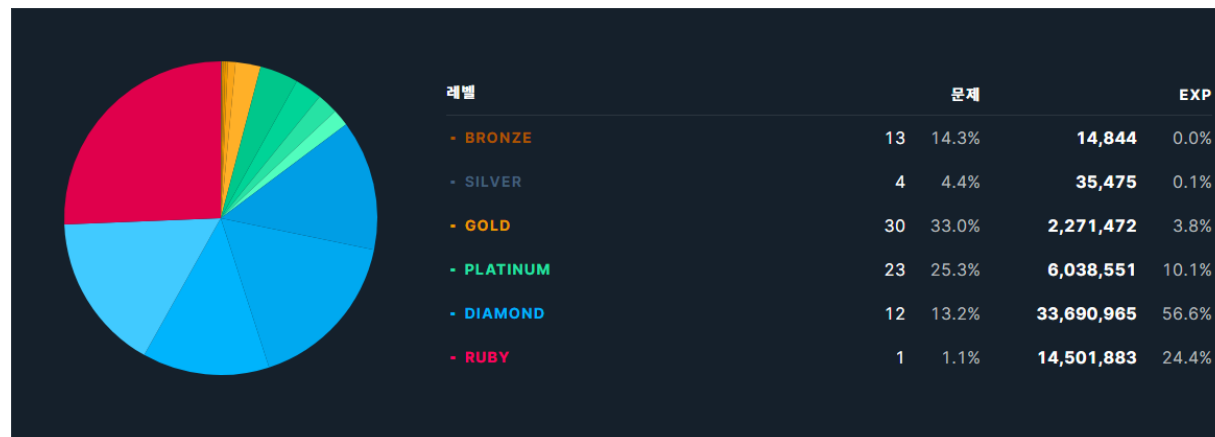 레벨 문제 EXP
- BRONZE 13 14.3% 14,844 0.0%
- SILVER 4 4.4% 35,475 0.1%
- GOLD 30 33.0% 2,271,472 3.8%
- PLATINUM 23 25.3% 6,038,551 10.1%
- DIAMOND 12 13.2% 33,690,965 56.6%
- RUBY 1 1.1% 14,501,883 24.4%